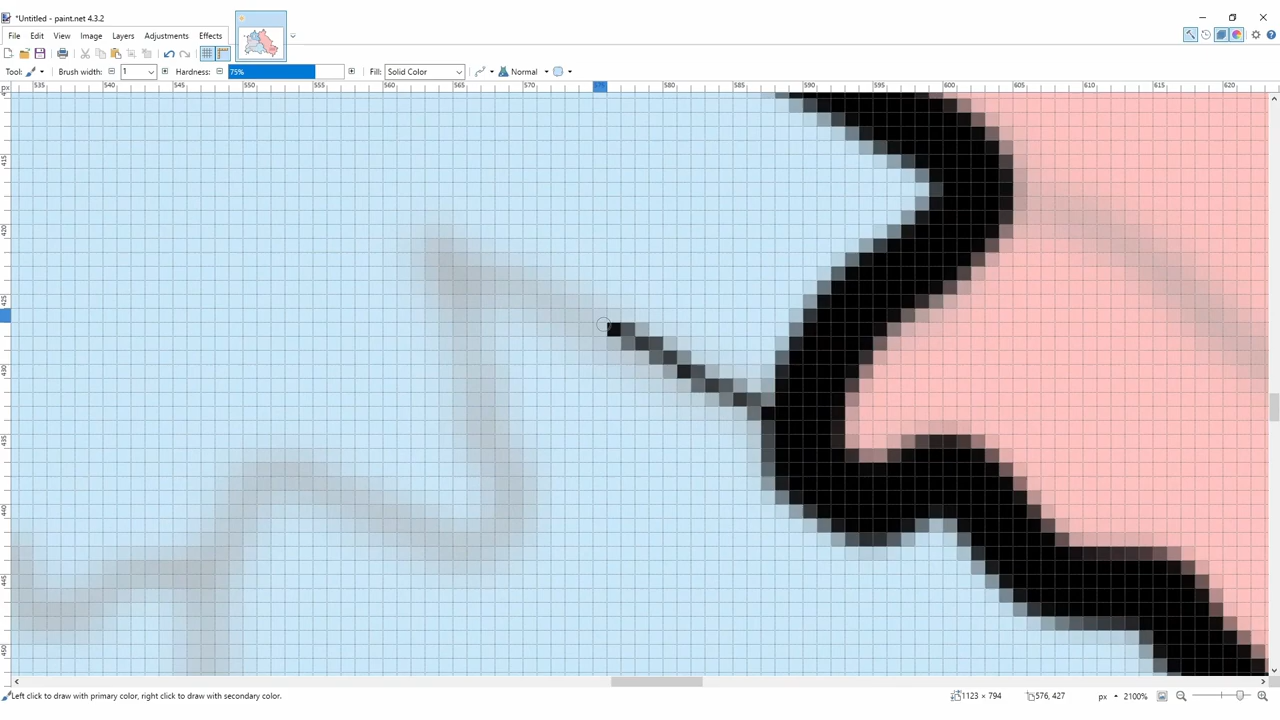 *Untitled - paint.net 4.3.2
File Edit View Image Layers Adjustments Effects
Tool: Brush width: 1 Hardness: 75% Fill: Solid Color Normal
px 535 540 545 550 555 560 565 570 575 580 585 590 595 600 605 610 615 620
415
420
425
430
435
440
445
450
Left click to draw with primary color, right click to draw with secondary color. 1123 × 794 576, 427 px 2100%